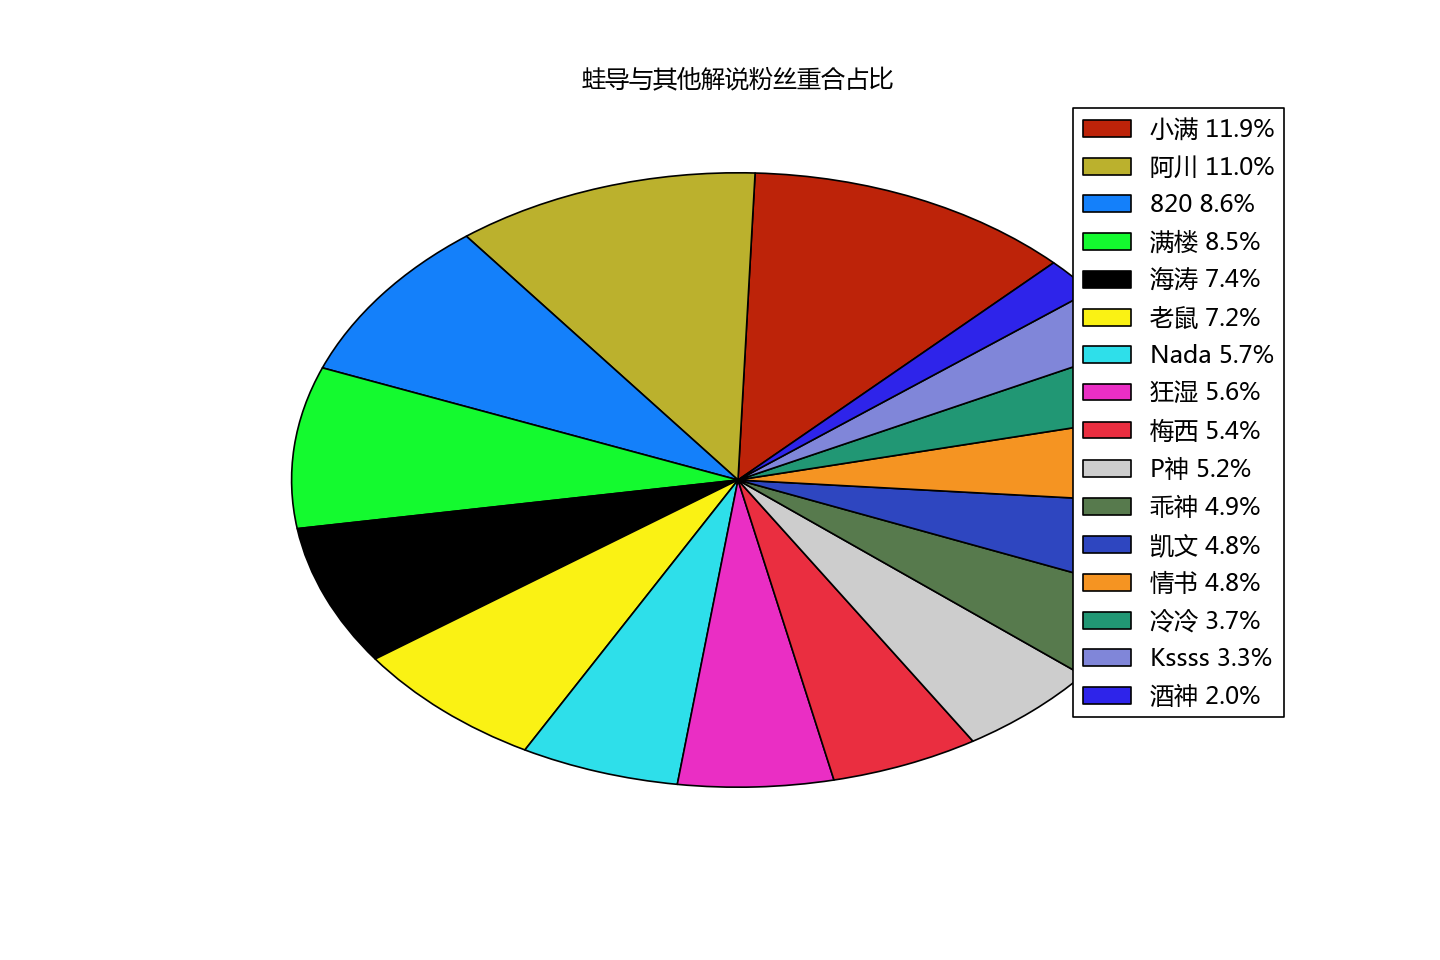 蛙导与其他解说粉丝重合占比
小满 11.9%
阿川 11.0%
820 8.6%
满楼 8.5%
海涛 7.4%
老鼠 7.2%
Nada 5.7%
狂湿 5.6%
梅西 5.4%
P神 5.2%
乖神 4.9%
凯文 4.8%
情书 4.8%
冷冷 3.7%
Kssss 3.3%
酒神 2.0%